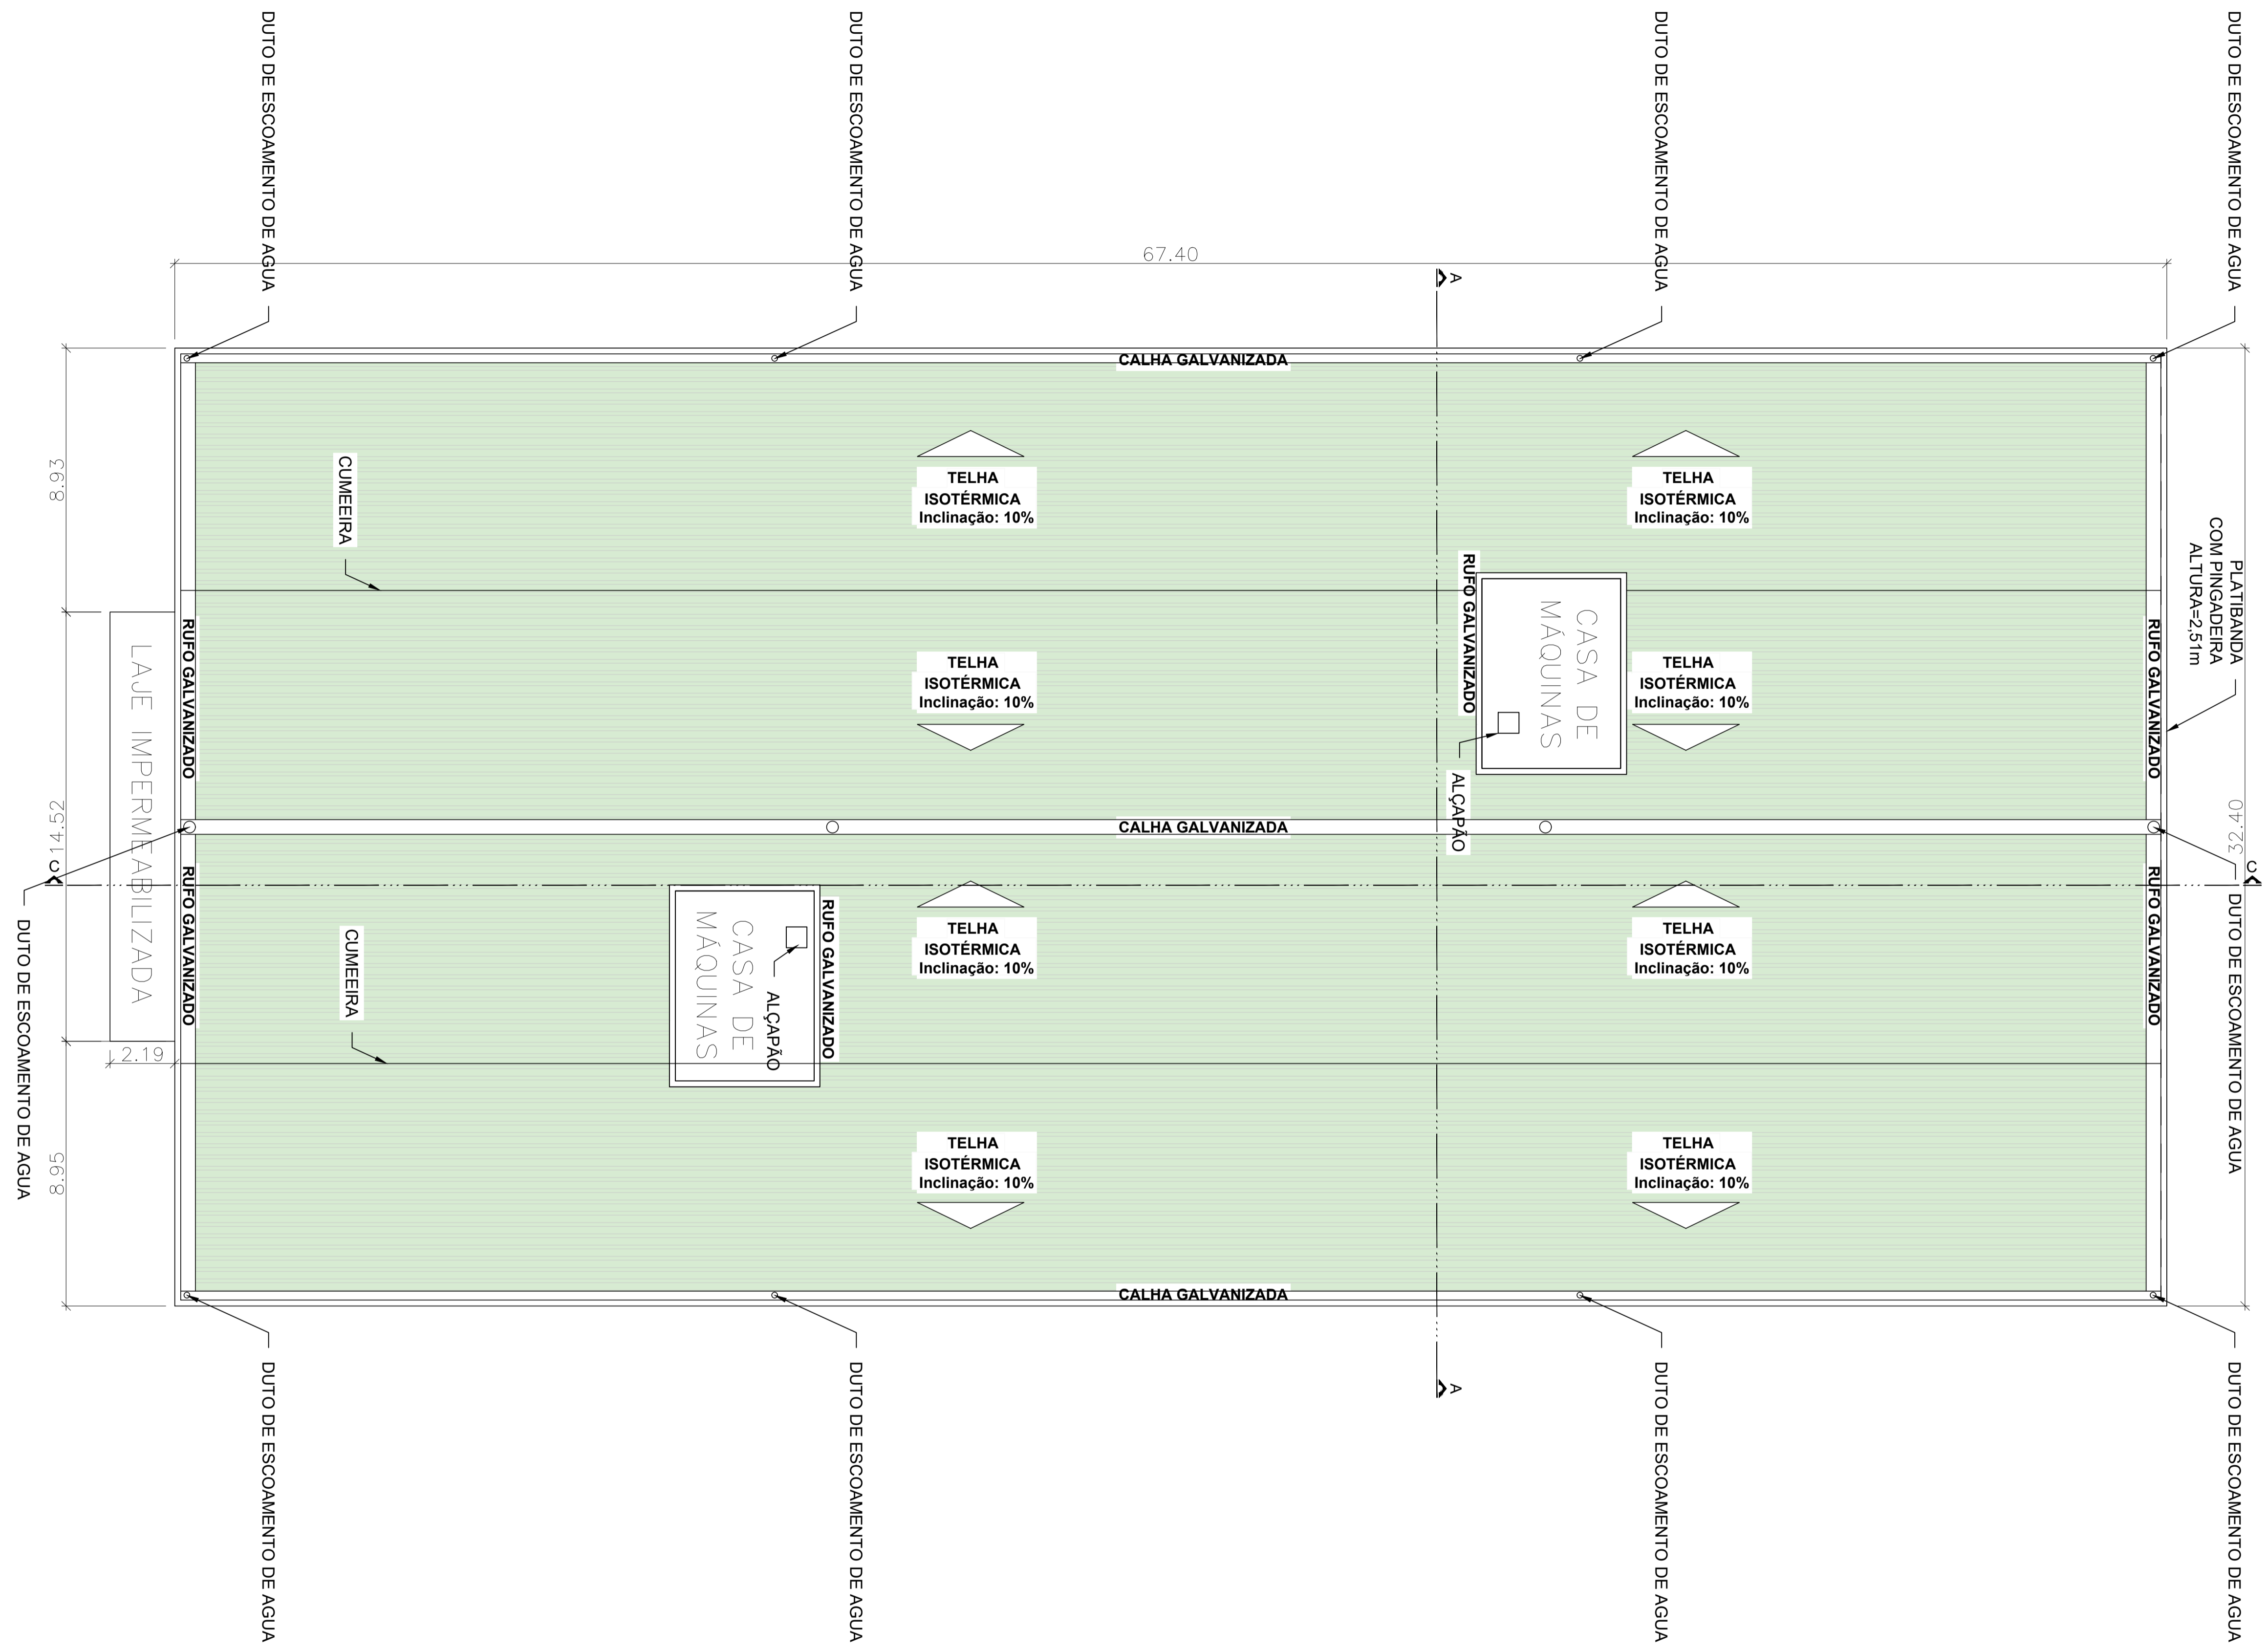 DUTO DE ESCOAMENTO DE AGUA
DUTO DE ESCOAMENTO DE AGUA
DUTO DE ESCOAMENTO DE AGUA
DUTO DE ESCOAMENTO DE AGUA
67.40
A
CALHA GALVANIZADA
8.93
CUMEEIRA
TELHA
ISOTÉRMICA
Inclinação: 10%
TELHA
ISOTÉRMICA
Inclinação: 10%
PLATIBANDA
COM PINGADEIRA
ALTURA=2,51m
RUFO GALVANIZADO
CASA DE
MÁQUINAS
ALÇAPÃO
TELHA
ISOTÉRMICA
Inclinação: 10%
TELHA
ISOTÉRMICA
Inclinação: 10%
RUFO GALVANIZADO
RUFO GALVANIZADO
LAJE IMPERMEABILIZADA
14.52
32.40
CALHA GALVANIZADA
C
C
RUFO GALVANIZADO
RUFO GALVANIZADO
DUTO DE ESCOAMENTO DE AGUA
DUTO DE ESCOAMENTO DE AGUA
CUMEEIRA
CASA DE
MÁQUINAS
ALÇAPÃO
RUFO GALVANIZADO
TELHA
ISOTÉRMICA
Inclinação: 10%
TELHA
ISOTÉRMICA
Inclinação: 10%
2.19
8.95
TELHA
ISOTÉRMICA
Inclinação: 10%
TELHA
ISOTÉRMICA
Inclinação: 10%
CALHA GALVANIZADA
A
DUTO DE ESCOAMENTO DE AGUA
DUTO DE ESCOAMENTO DE AGUA
DUTO DE ESCOAMENTO DE AGUA
DUTO DE ESCOAMENTO DE AGUA